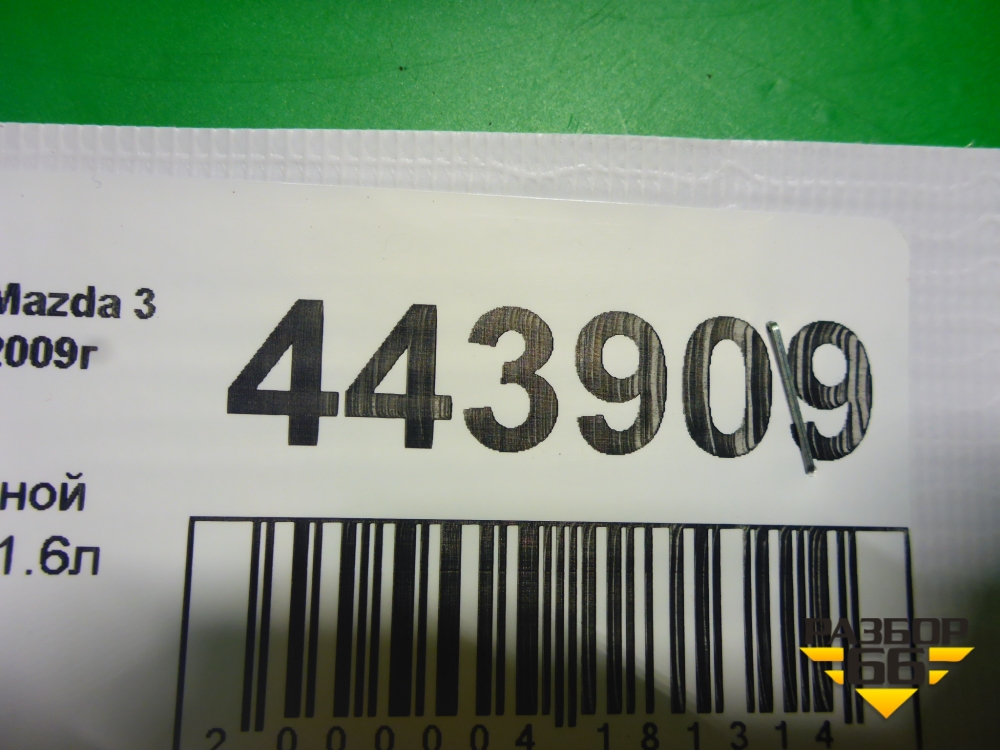 Mazda 3
2009г
443909
ной
1.6л
2 000004 181314
РАЗБОР
66